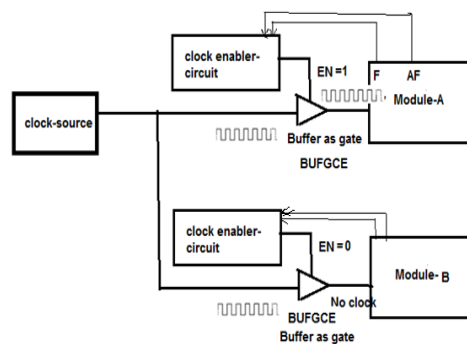 clock enabler-
circuit
EN =1
F
AF
Module-A
clock-source
Buffer as gate
BUFGCE
clock enabler-
circuit
EN = 0
Module- B
No clock
BUFGCE
Buffer as gate